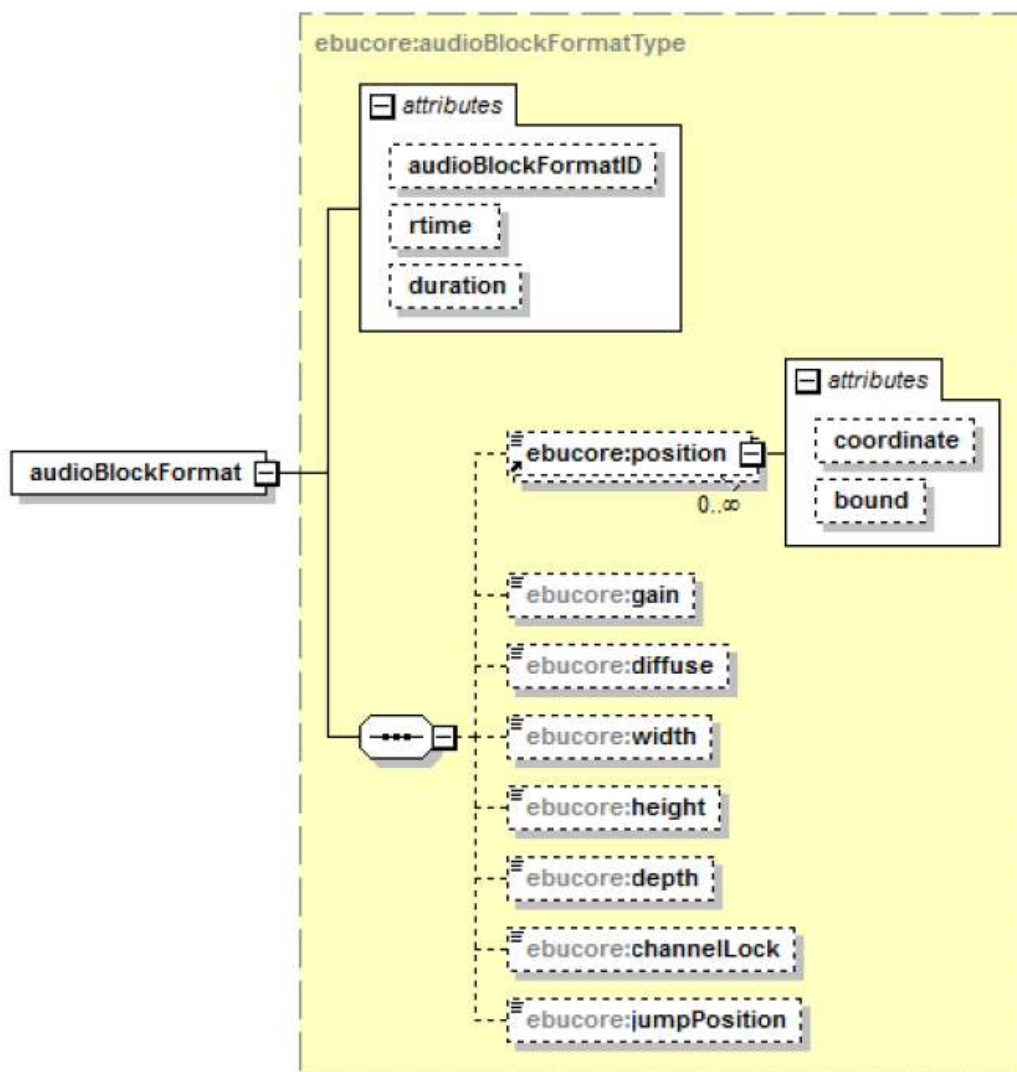 ebucore:audioBlockFormatType
attributes
audioBlockFormatID
rtime
duration
attributes
coordinate
bound
audioBlockFormat
ebucore:position
0..∞
ebucore:gain
ebucore:diffuse
ebucore:width
ebucore:height
ebucore:depth
ebucore:channelLock
ebucore:jumpPosition